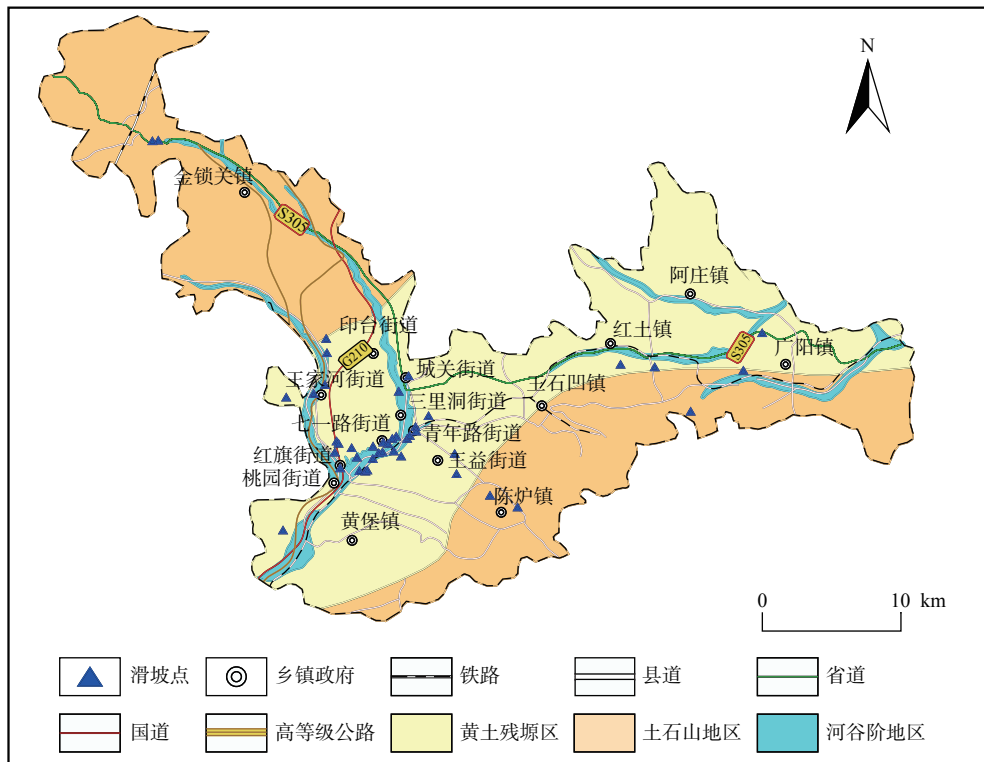 N
金锁关镇
S305
阿庄镇
印台街道
红土镇
S305
G210
广阳镇
城关街道
王家河街道
王石凹镇
三里洞街道
七一路街道
青年路街道
红旗街道
王益街道
桃园街道
陈炉镇
黄堡镇
0 10 km
滑坡点 乡镇政府 铁路 县道 省道
国道 高等级公路 黄土残塬区 土石山地区 河谷阶地区